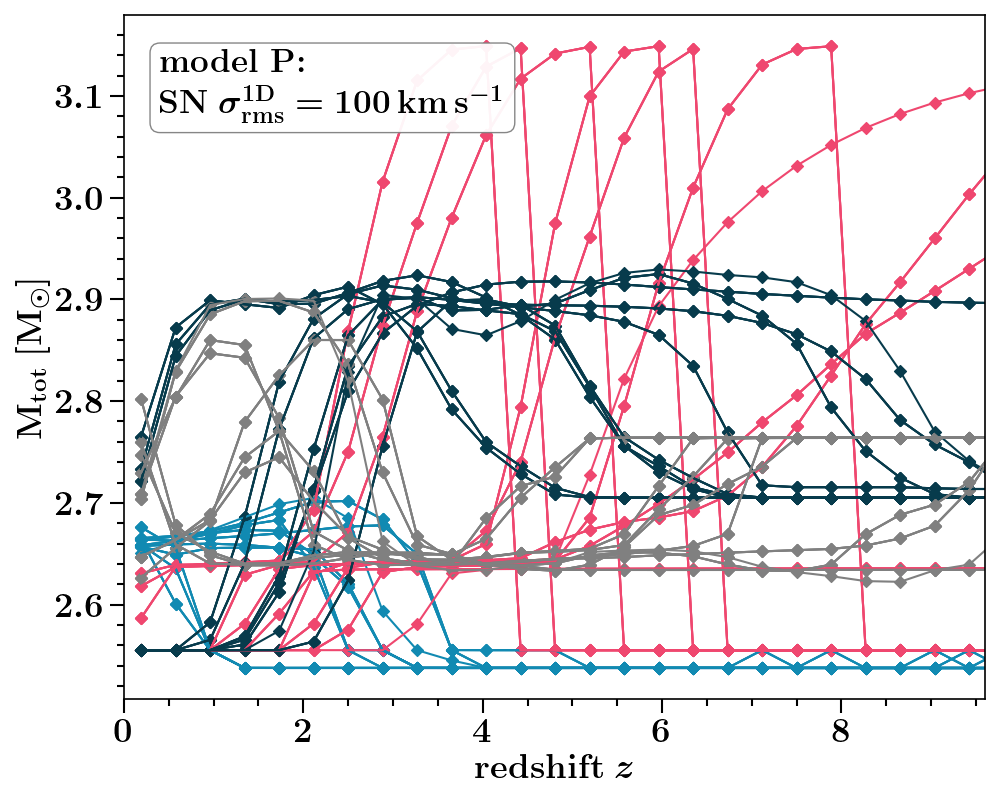 model P:
SN σ_rms^1D = 100 km s⁻¹
3.1
3.0
2.9
2.8
2.7
2.6
M_tot [M_⊙]
0 2 4 6 8
redshift z